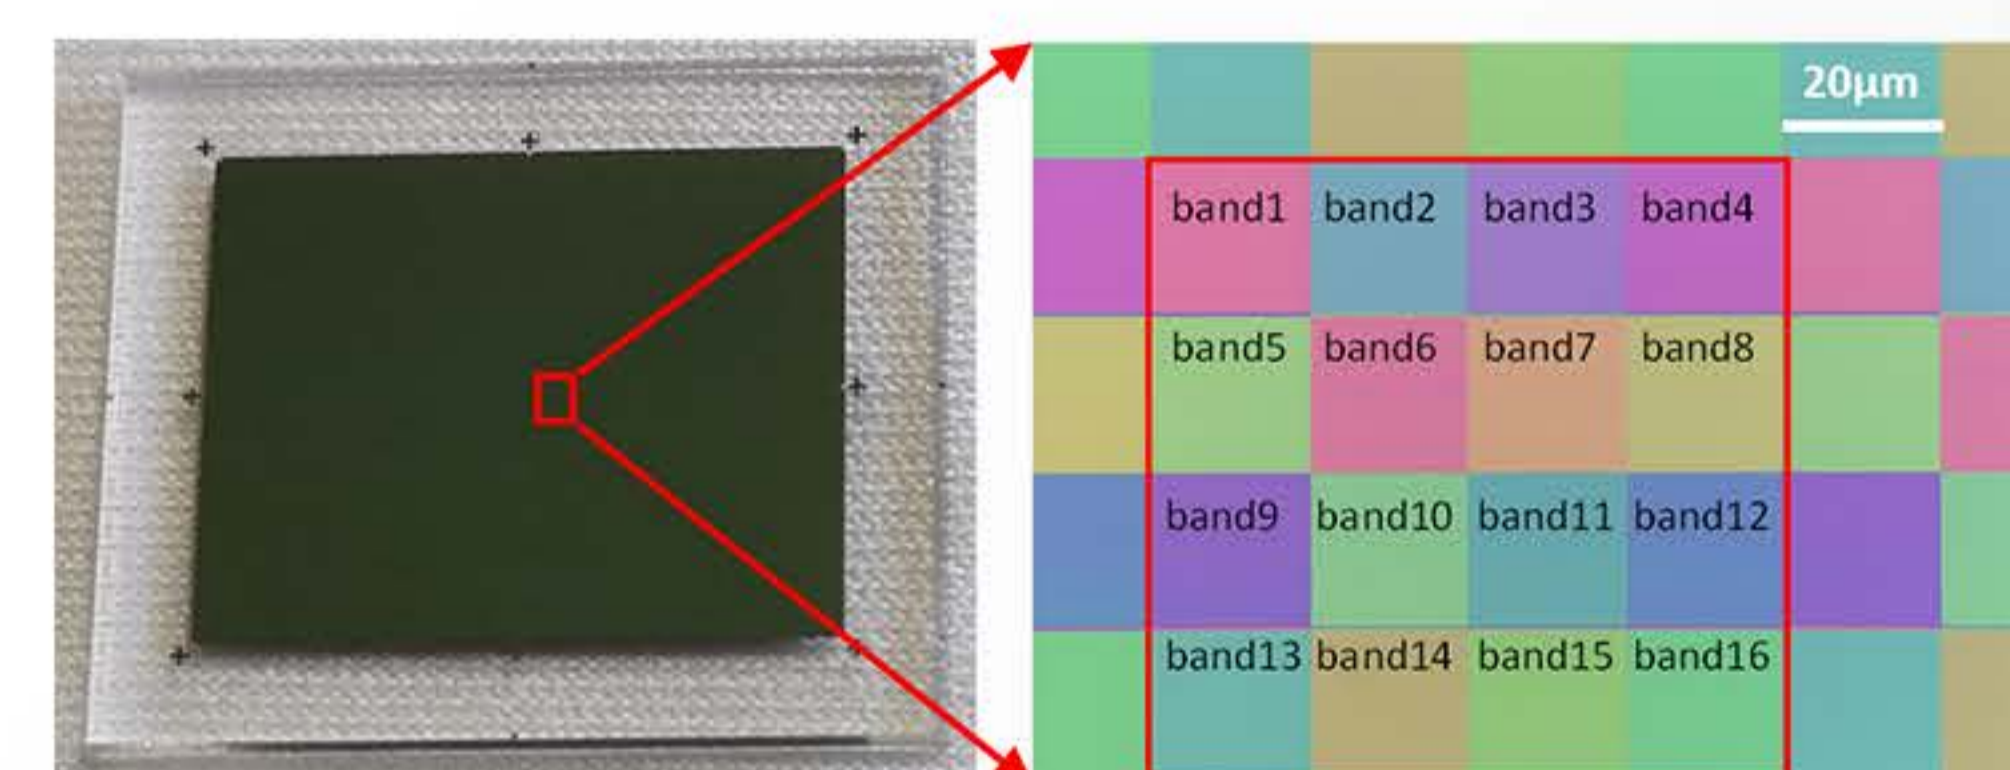 20μm
band1 band2 band3 band4
band5 band6 band7 band8
band9 band10 band11 band12
band13 band14 band15 band16